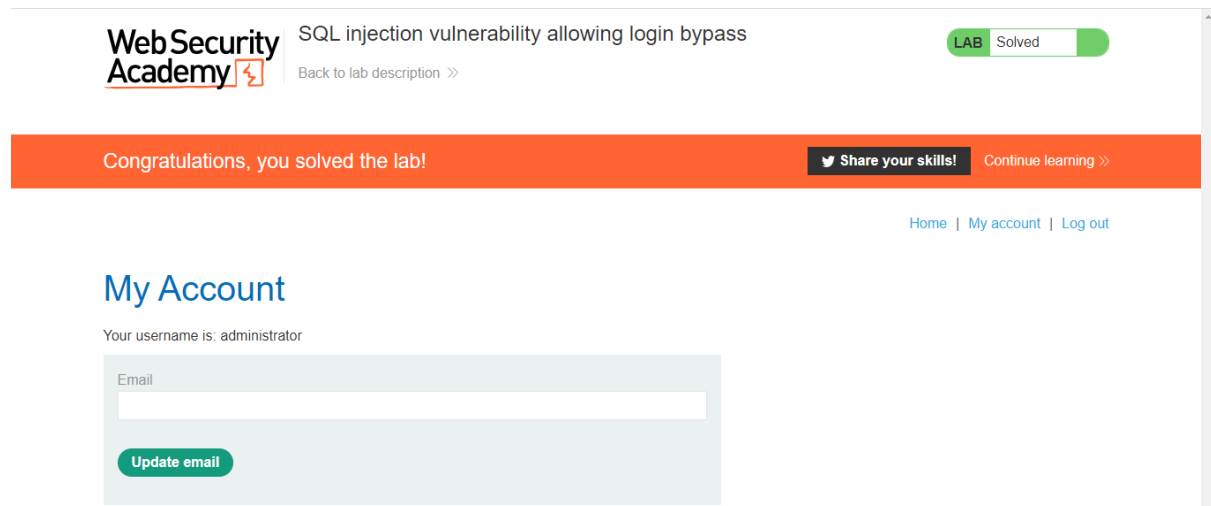 Web Security
Academy
SQL injection vulnerability allowing login bypass
Back to lab description »
LAB Solved
Congratulations, you solved the lab!
Share your skills! Continue learning »
Home | My account | Log out
My Account
Your username is: administrator
Email
Update email